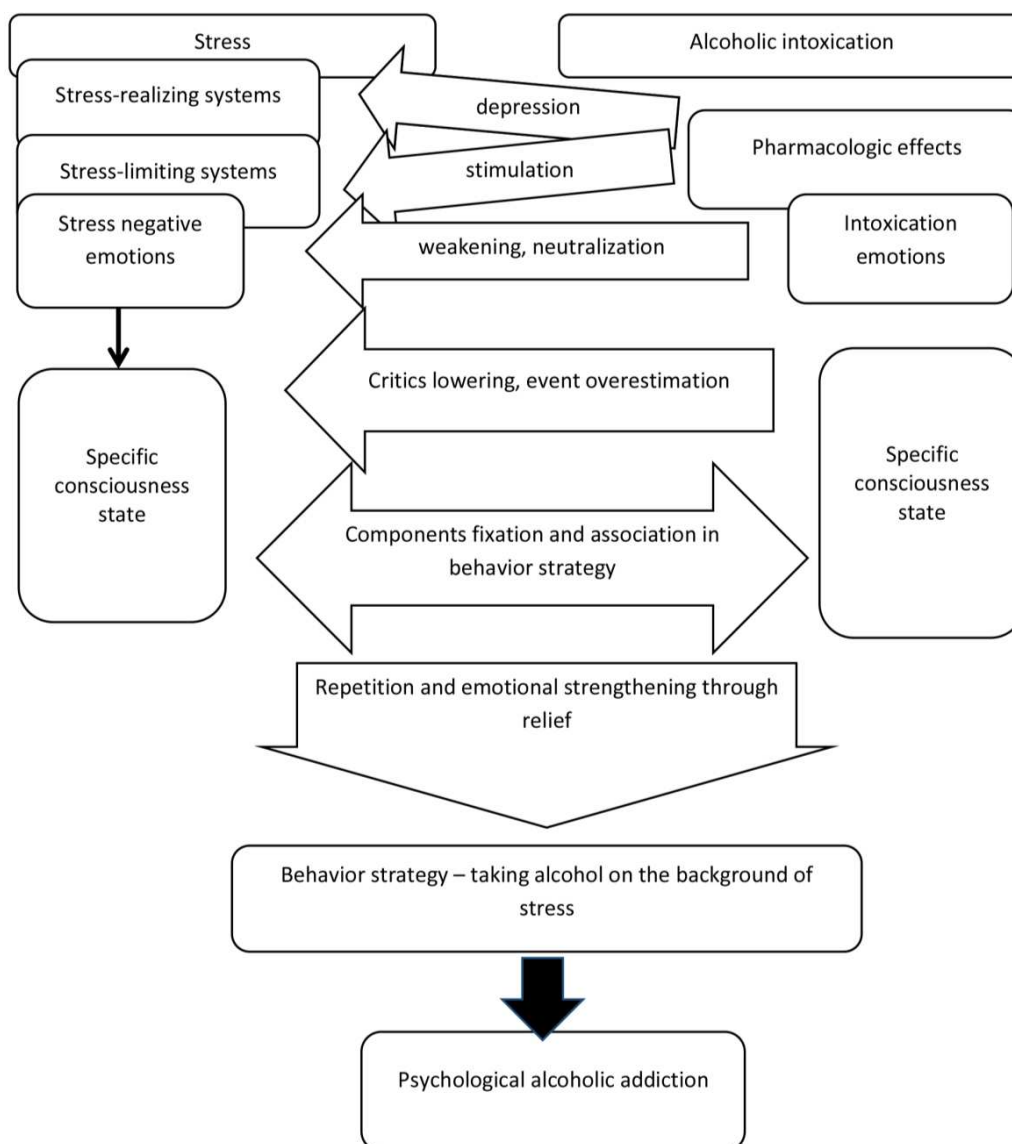 Stress
Alcoholic intoxication
Stress-realizing systems
depression
Pharmacologic effects
Stress-limiting systems
stimulation
Stress negative
emotions
weakening, neutralization
Intoxication
emotions
Critics lowering, event overestimation
Specific
consciousness
state
Specific
consciousness
state
Components fixation and association in
behavior strategy
Repetition and emotional strengthening through
relief
Behavior strategy – taking alcohol on the background of
stress
Psychological alcoholic addiction